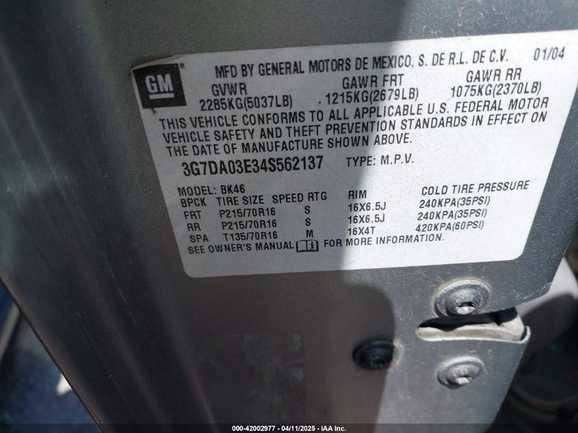 GM
MFD BY GENERAL MOTORS DE MEXICO, S. DE R.L. DE C.V. 01/04
GVWR GAWR FRT GAWR RR
2285KG(5037LB) 1215KG(2679LB) 1075KG(2370LB)
THIS VEHICLE CONFORMS TO ALL APPLICABLE U.S. FEDERAL MOTOR
VEHICLE SAFETY AND THEFT PREVENTION STANDARDS IN EFFECT ON
THE DATE OF MANUFACTURE SHOWN ABOVE.
3G7DA03E34S562137 TYPE: M.P.V.
MODEL: BK46
BPCK TIRE SIZE SPEED RTG RIM COLD TIRE PRESSURE
FRT P215/70R16 S 16X6.5J 240KPA(35PSI)
RR P215/70R16 S 16X6.5J 240KPA(35PSI)
SPA T135/70R16 M 16X4T 420KPA(60PSI)
SEE OWNER'S MANUAL FOR MORE INFORMATION.
000-42002977 - 04/11/2025 - IAA Inc.